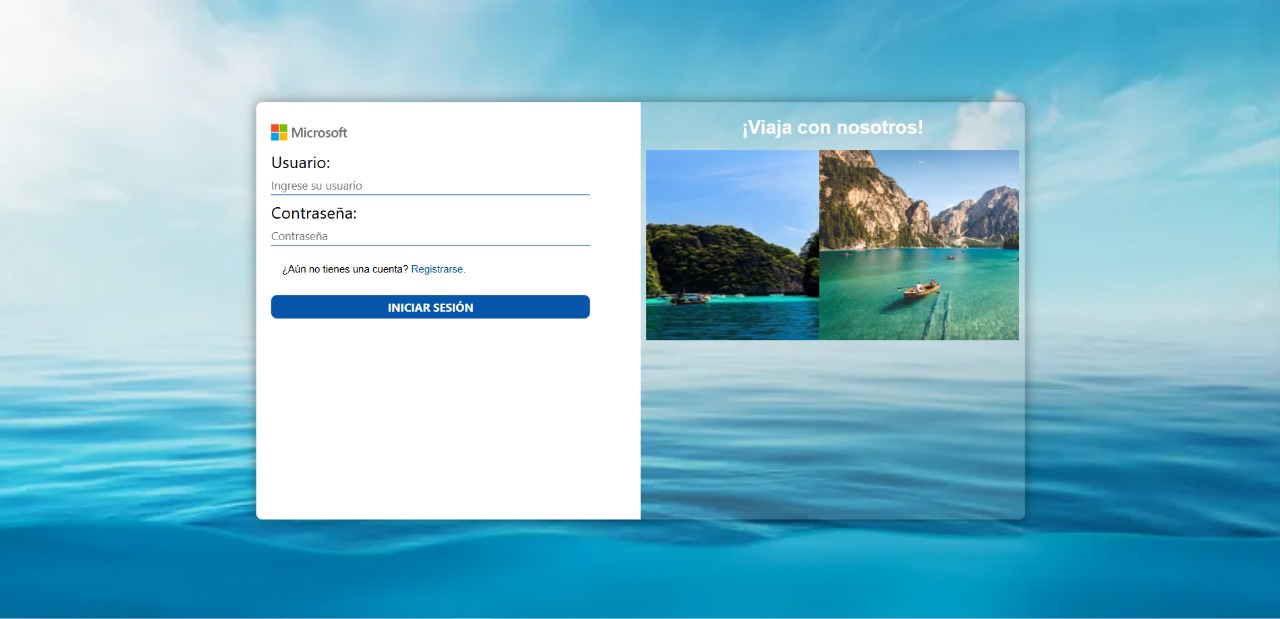 Microsoft
Usuario:
Ingrese su usuario
Contraseña:
Contraseña
¿Aún no tienes una cuenta? Registrarse.
INICIAR SESIÓN
¡Viaja con nosotros!